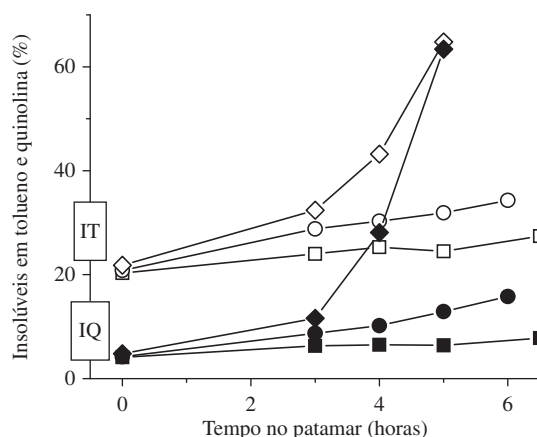 Insolúveis em tolueno e quinolina (%)
60
40
20
0
IT
IQ
0 2 4 6
Tempo no patamar (horas)